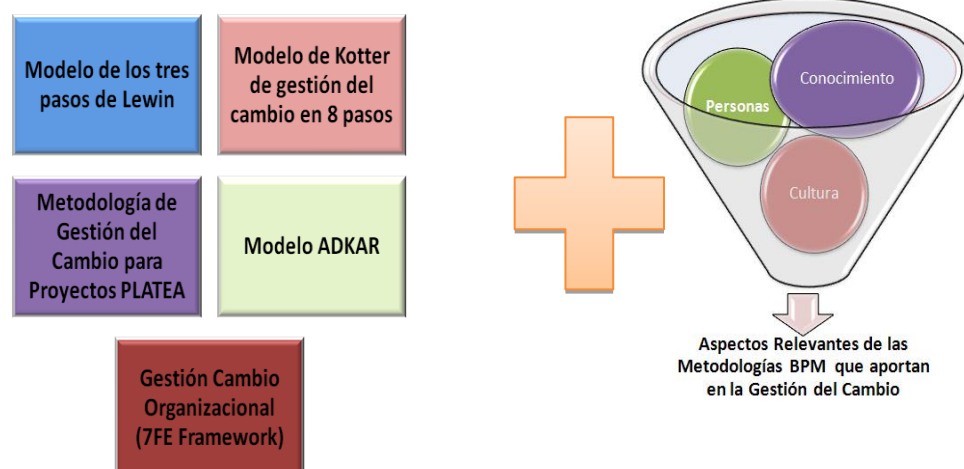 Modelo de los tres
pasos de Lewin
Modelo de Kotter
de gestión del
cambio en 8 pasos
Metodología de
Gestión del
Cambio para
Proyectos PLATEA
Modelo ADKAR
Gestión Cambio
Organizacional
(7FE Framework)
Personas
Conocimiento
Cultura
Aspectos Relevantes de las
Metodologías BPM que aportan
en la Gestión del Cambio